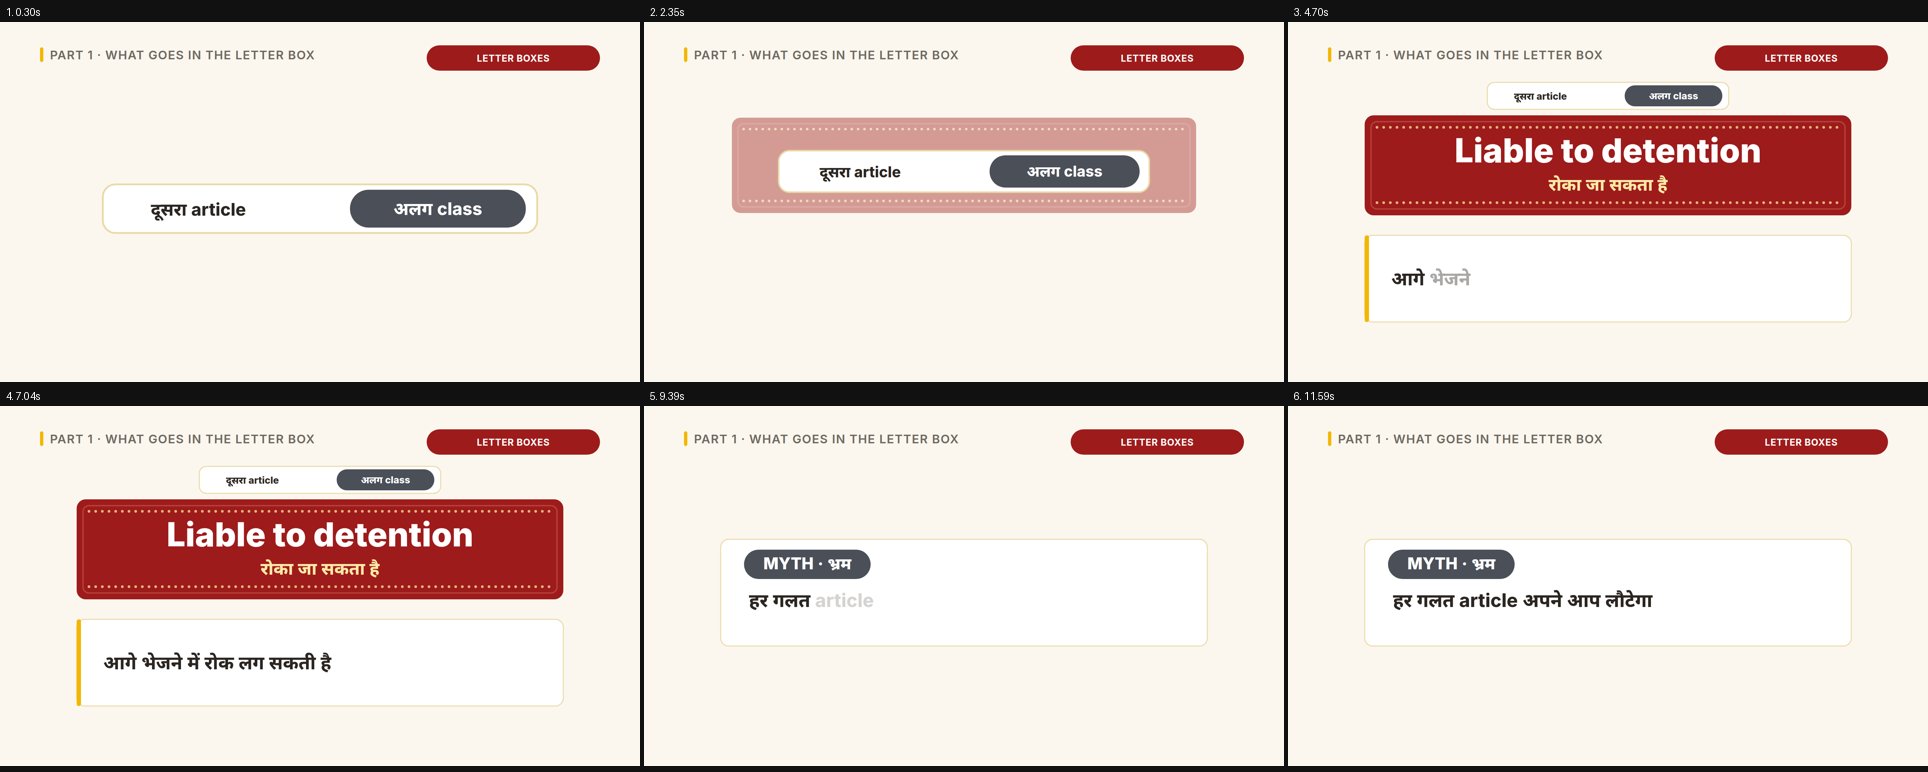 1. 0.30s
PART 1 · WHAT GOES IN THE LETTER BOX
LETTER BOXES
दूसरा article
अलग class
2. 2.35s
PART 1 · WHAT GOES IN THE LETTER BOX
LETTER BOXES
दूसरा article
अलग class
3. 4.70s
PART 1 · WHAT GOES IN THE LETTER BOX
LETTER BOXES
दूसरा article
अलग class
Liable to detention
रोका जा सकता है
आगे भेजने
4. 7.04s
PART 1 · WHAT GOES IN THE LETTER BOX
LETTER BOXES
दूसरा article
अलग class
Liable to detention
रोका जा सकता है
आगे भेजने में रोक लग सकती है
5. 9.39s
PART 1 · WHAT GOES IN THE LETTER BOX
LETTER BOXES
MYTH · भ्रम
हर गलत article
6. 11.59s
PART 1 · WHAT GOES IN THE LETTER BOX
LETTER BOXES
MYTH · भ्रम
हर गलत article अपने आप लौटेगा